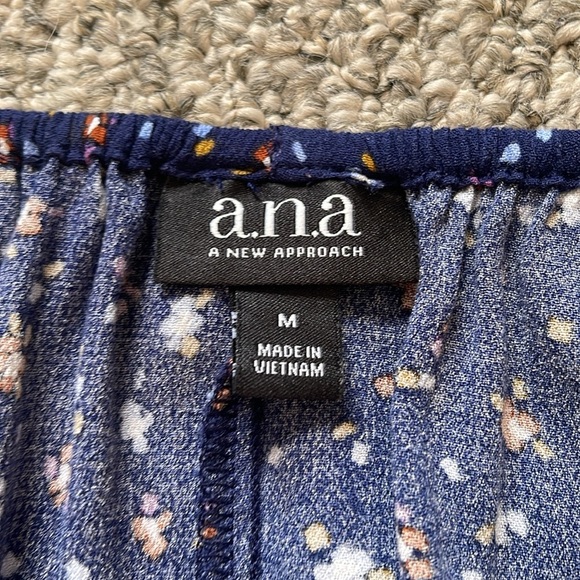 a.n.a
A NEW APPROACH
M
MADE IN
VIETNAM